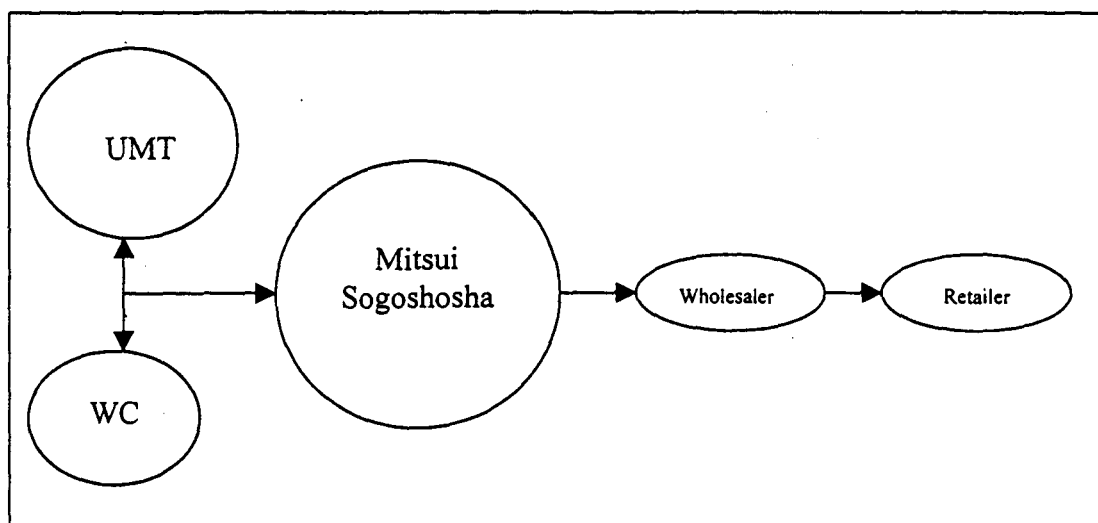 UMT
Mitsui
Sogoshosha
Wholesaler
Retailer
WC